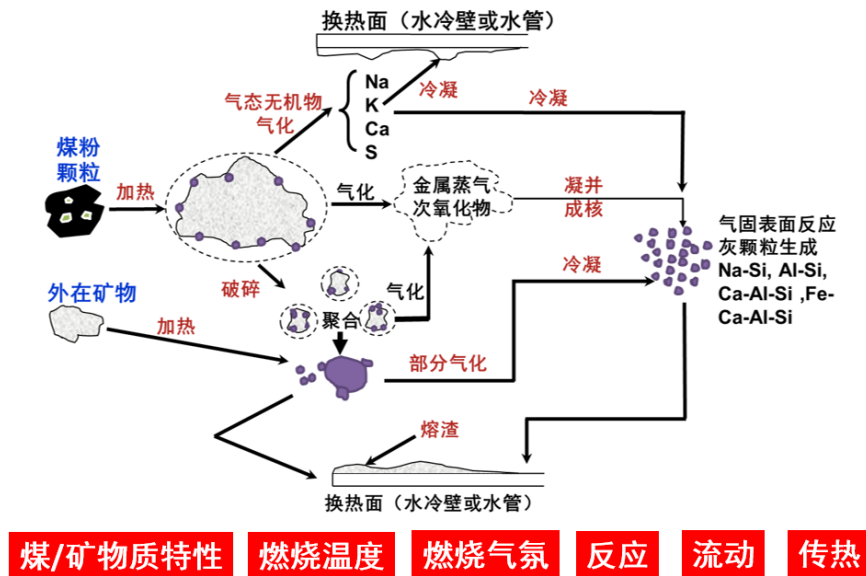 换热面（水冷壁或水管）
气态无机物
气化
Na
K
Ca
S
冷凝
冷凝
煤粉
颗粒
加热
气化
金属蒸气
次氧化物
凝并
成核
气固表面反应
灰颗粒生成
Na-Si, Al-Si,
Ca-Al-Si ,Fe-
Ca-Al-Si
破碎
冷凝
外在矿物
加热
气化
聚合
部分气化
熔渣
换热面（水冷壁或水管）
煤/矿物质特性
燃烧温度
燃烧气氛
反应
流动
传热